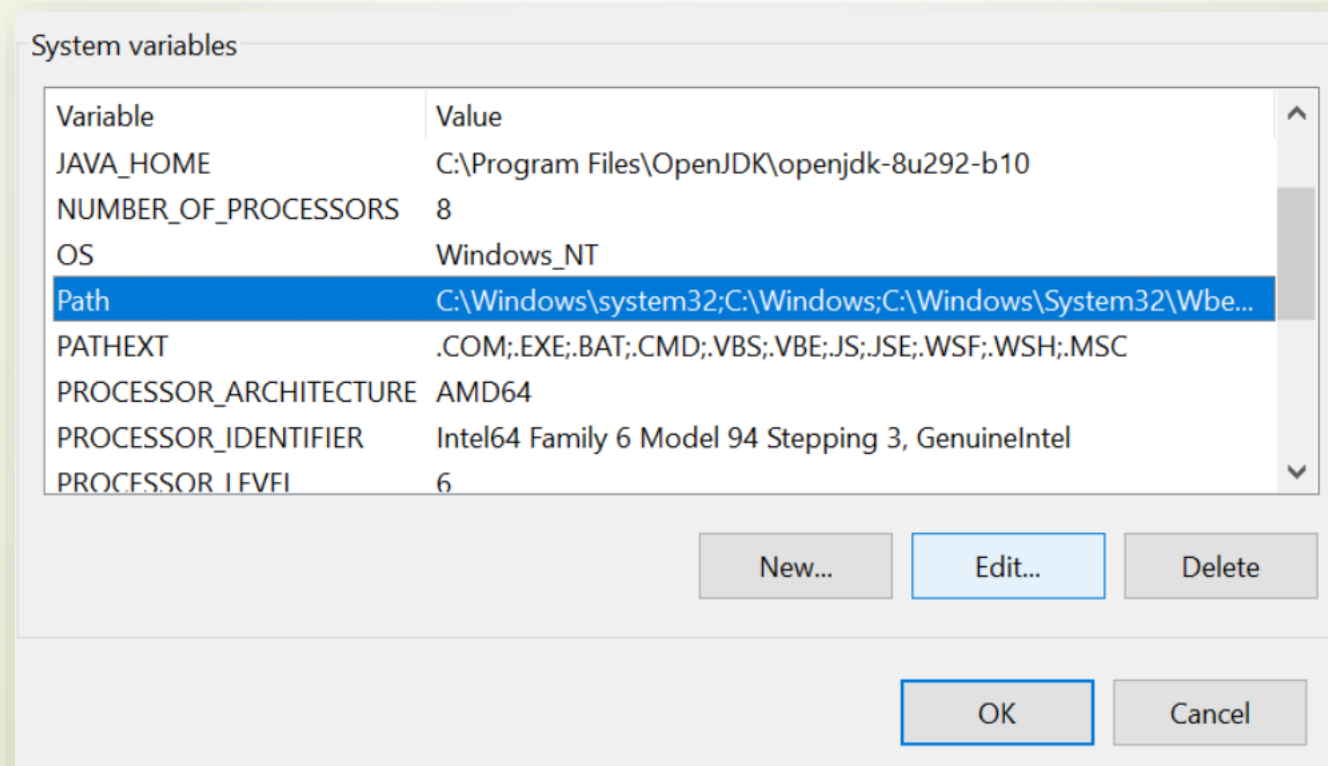 System variables
Variable Value
JAVA_HOME C:\Program Files\OpenJDK\openjdk-8u292-b10
NUMBER_OF_PROCESSORS 8
OS Windows_NT
Path C:\Windows\system32;C:\Windows;C:\Windows\System32\Wbe...
PATHEXT .COM;.EXE;.BAT;.CMD;.VBS;.VBE;.JS;.JSE;.WSF;.WSH;.MSC
PROCESSOR_ARCHITECTURE AMD64
PROCESSOR_IDENTIFIER Intel64 Family 6 Model 94 Stepping 3, GenuineIntel
PROCESSOR_LEVEL 6
New... Edit... Delete
OK Cancel